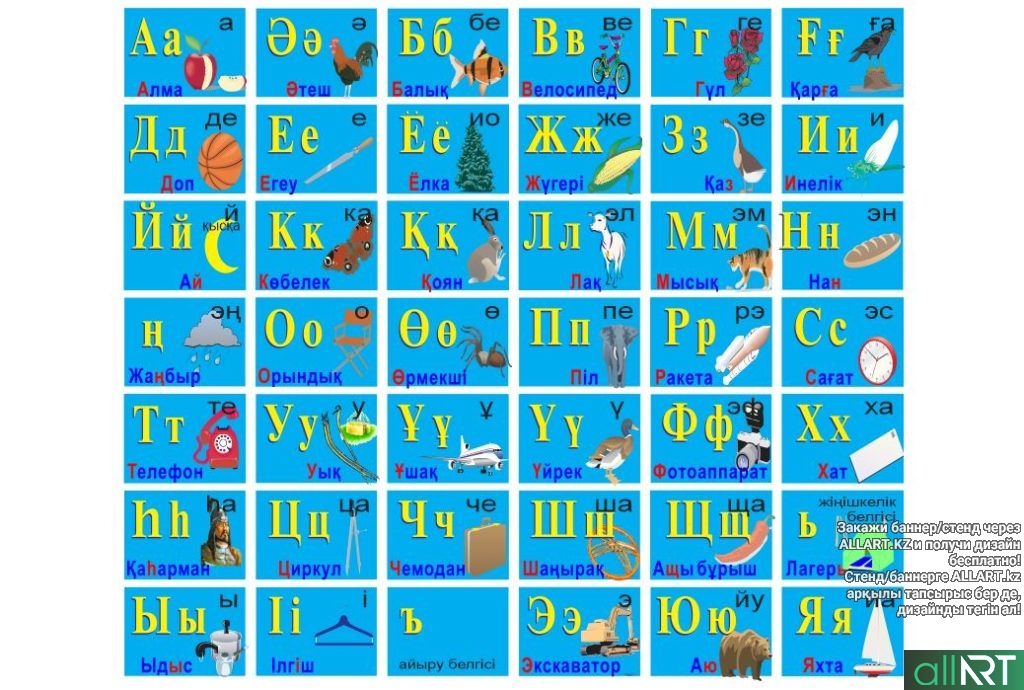 Аа а Алма
Әә ә Әтеш
Бб бе Балық
Вв ве Велосипед
Гг ге Гүл
Ғғ ға Қарға
Дд де Доп
Ее е Егеу
Ёё ио Ёлка
Жж же Жүгері
Зз зе Қаз
Ии и Инелік
Йй й қысқа Ай
Кк ка Көбелек
Ққ қа Қоян
Лл эл Лақ
Мм эм Мысық
Нн эн Нан
ң эң Жаңбыр
Оо о Орындық
Өө ө Өрмекші
Пп пе Піл
Рр рэ Ракета
Сс эс Сағат
Тт те Телефон
Уу у Уық
Ұұ ұ Ұшақ
Үү ү Үйрек
Фф эф Фотоаппарат
Хх ха Хат
Һһ һа Қаһарман
Цц ца Циркул
Чч че Чемодан
Шш ша Шаңырақ
Щщ ща Ащы бұрыш
ь жіңішкелік белгісі Лагерь
Ыы ы Ыдыс
Іі і Ілгіш
ъ айыру белгісі
Ээ э Экскаватор
Юю йу Аю
Яя йа Яхта
Закажи баннер/стенд через
ALLART.KZ и получи дизайн
бесплатно!
Стенд/баннерге ALLART.kz
арқылы тапсырыс бер де,
дизайнды тегін ал!
allART